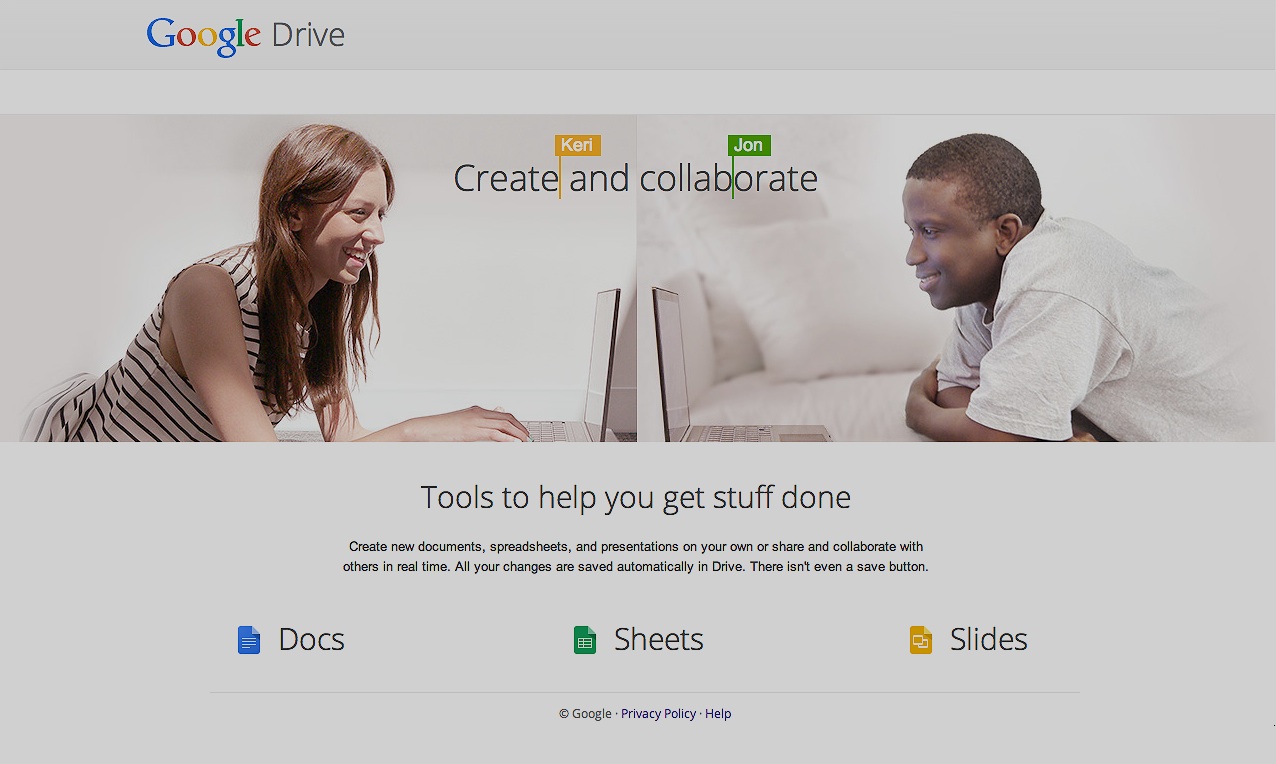 Google Drive
Keri
Jon
Create and collaborate
Tools to help you get stuff done
Create new documents, spreadsheets, and presentations on your own or share and collaborate with
others in real time. All your changes are saved automatically in Drive. There isn't even a save button.
Docs
Sheets
Slides
© Google · Privacy Policy · Help